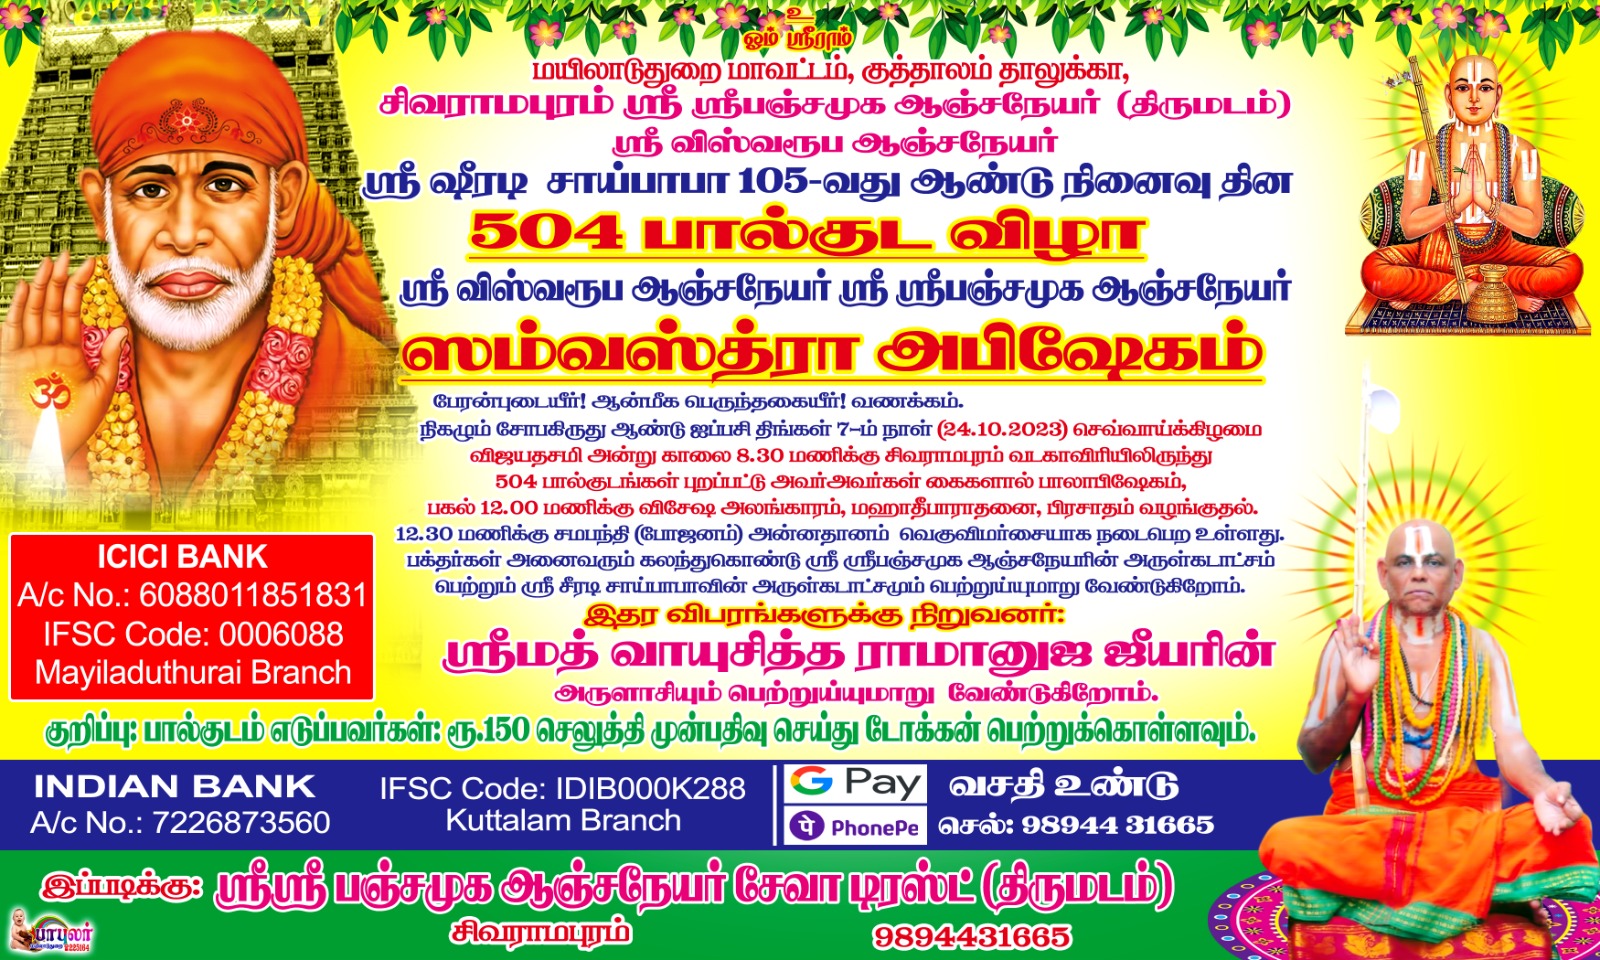 உ
ஓம் ஸ்ரீராம்
மயிலாடுதுறை மாவட்டம், குத்தாலம் தாலுக்கா,
சிவராமபுரம் ஸ்ரீ ஸ்ரீபஞ்சமுக ஆஞ்சநேயர் (திருமடம்)
ஸ்ரீ விஸ்வரூப ஆஞ்சநேயர்
ஸ்ரீ ஷீரடி சாய்பாபா 105-வது ஆண்டு நினைவு தின
504 பால்குட விழா
ஸ்ரீ விஸ்வரூப ஆஞ்சநேயர் ஸ்ரீ ஸ்ரீபஞ்சமுக ஆஞ்சநேயர்
ஸம்வஸ்த்ரா அபிஷேகம்
பேரன்புடையீர்! ஆன்மீக பெருந்தகையீர்! வணக்கம்.
நிகழும் சோபகிருது ஆண்டு ஐப்பசி திங்கள் 7-ம் நாள் (24.10.2023) செவ்வாய்க்கிழமை
விஜயதசமி அன்று காலை 8.30 மணிக்கு சிவராமபுரம் வடகாவிரியிலிருந்து
504 பால்குடங்கள் புறப்பட்டு அவர்அவர்கள் கைகளால் பாலாபிஷேகம்,
பகல் 12.00 மணிக்கு விசேஷ அலங்காரம், மஹாதீபாராதனை, பிரசாதம் வழங்குதல்.
12.30 மணிக்கு சமபந்தி (போஜனம்) அன்னதானம் வெகுவிமர்சையாக நடைபெற உள்ளது.
பக்தர்கள் அனைவரும் கலந்துகொண்டு ஸ்ரீ ஸ்ரீபஞ்சமுக ஆஞ்சநேயரின் அருள்கடாட்சம்
பெற்றும் ஸ்ரீ சீரடி சாய்பாபாவின் அருள்கடாட்சமும் பெற்றுய்யுமாறு வேண்டுகிறோம்.
இதர விபரங்களுக்கு நிறுவனர்:
ஸ்ரீமத் வாயுசித்த ராமானுஜ ஜீயரின்
அருளாசியும் பெற்றுய்யுமாறு வேண்டுகிறோம்.
ICICI BANK
A/c No.: 6088011851831
IFSC Code: 0006088
Mayiladuthurai Branch
குறிப்பு: பால்குடம் எடுப்பவர்கள்: ரூ.150 செலுத்தி முன்பதிவு செய்து டோக்கன் பெற்றுக்கொள்ளவும்.
INDIAN BANK
A/c No.: 7226873560
IFSC Code: IDIB000K288
Kuttalam Branch
G Pay
PhonePe
வசதி உண்டு
செல்: 98944 31665
இப்படிக்கு: ஸ்ரீஸ்ரீ பஞ்சமுக ஆஞ்சநேயர் சேவா டிரஸ்ட் (திருமடம்)
சிவராமபுரம்
9894431665
பாபுலர்